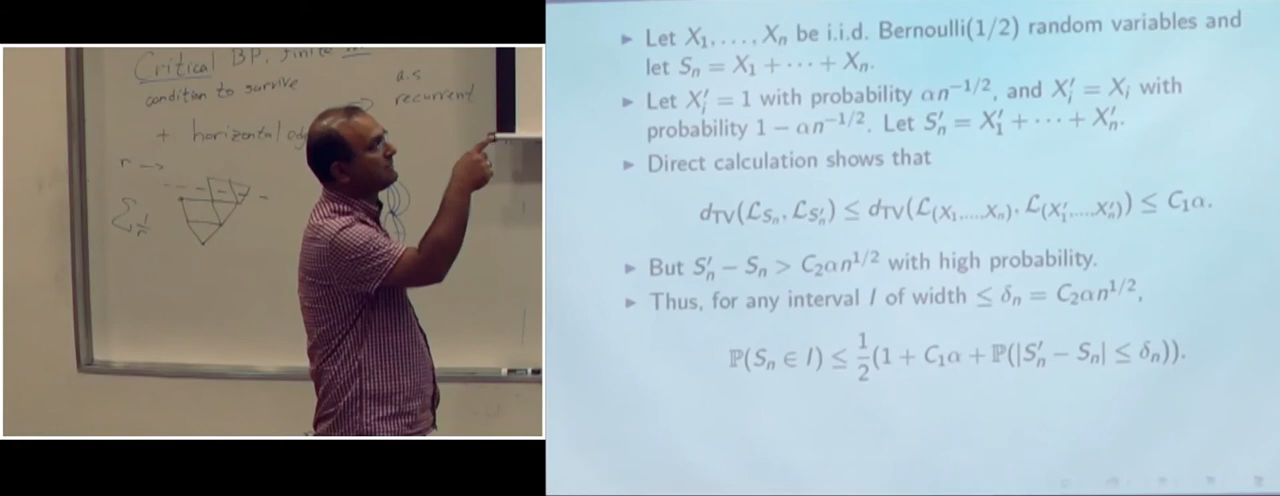 Critical BP, finite
condition to survive
+ horizontal
a.s
recurrent
r →
Σ 1/r
▸ Let X₁, …, Xₙ be i.i.d. Bernoulli(1/2) random variables and
let Sₙ = X₁ + ⋯ + Xₙ.
▸ Let X′ᵢ = 1 with probability αn^{−1/2}, and X′ᵢ = Xᵢ with
probability 1 − αn^{−1/2}. Let S′ₙ = X′₁ + ⋯ + X′ₙ.
▸ Direct calculation shows that
d_TV(ℒ_{Sₙ}, ℒ_{S′ₙ}) ≤ d_TV(ℒ_{(X₁,…,Xₙ)}, ℒ_{(X′₁,…,X′ₙ)}) ≤ C₁α.
▸ But S′ₙ − Sₙ > C₂αn^{1/2} with high probability.
▸ Thus, for any interval I of width ≤ δₙ = C₂αn^{1/2},
ℙ(Sₙ ∈ I) ≤ ½(1 + C₁α + ℙ(|S′ₙ − Sₙ| ≤ δₙ)).